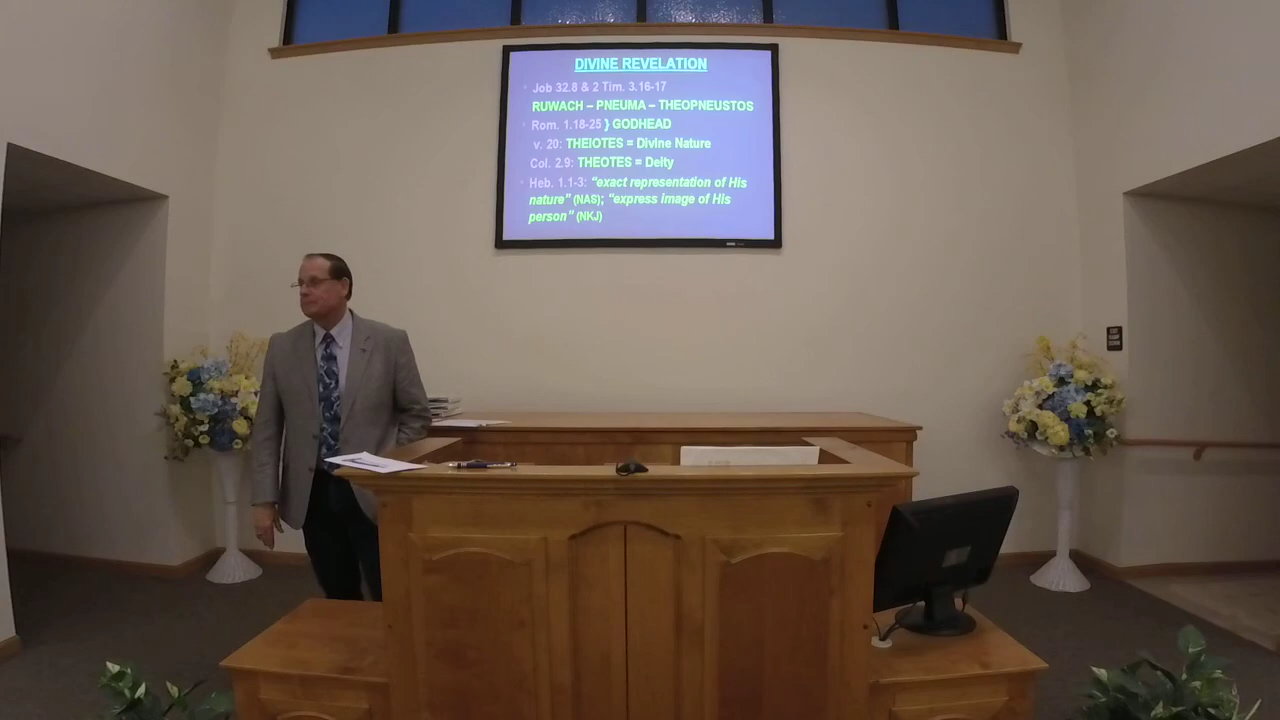 DIVINE REVELATION
Job 32.8 & 2 Tim. 3.16-17
RUWACH – PNEUMA – THEOPNEUSTOS
Rom. 1.18-25 } GODHEAD
v. 20: THEIOTES = Divine Nature
Col. 2.9: THEOTES = Deity
Heb. 1.1-3: “exact representation of His
nature” (NAS); “express image of His
person” (NKJ)